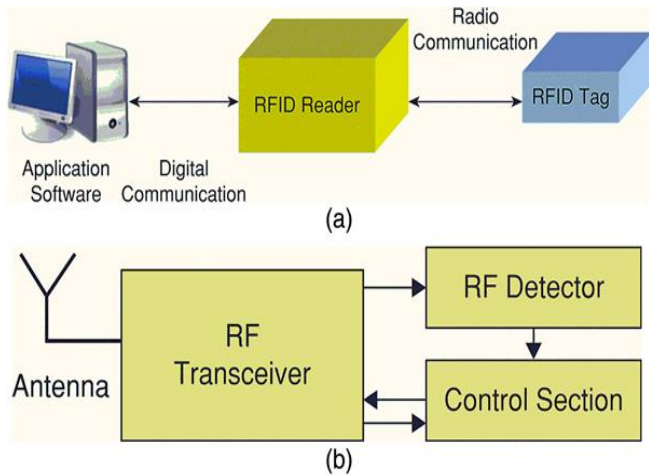 Radio
Communication
RFID Reader
RFID Tag
Application
Software
Digital
Communication
(a)
RF Detector
RF
Transceiver
Antenna
Control Section
(b)